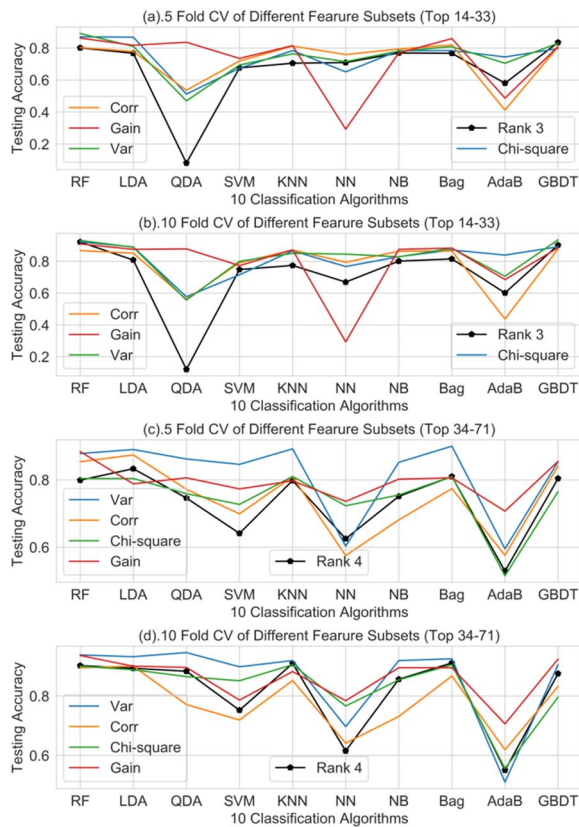 (a).5 Fold CV of Different Fearure Subsets (Top 14-33)
Testing Accuracy
0.8
0.6
0.4
0.2
Corr
Gain
Var
Rank 3
Chi-square
RF LDA QDA SVM KNN NN NB Bag AdaB GBDT
10 Classification Algorithms
(b).10 Fold CV of Different Fearure Subsets (Top 14-33)
Testing Accuracy
0.8
0.6
0.4
0.2
Corr
Gain
Var
Rank 3
Chi-square
RF LDA QDA SVM KNN NN NB Bag AdaB GBDT
10 Classification Algorithms
(c).5 Fold CV of Different Fearure Subsets (Top 34-71)
Testing Accuracy
0.8
0.6
Var
Corr
Chi-square
Gain
Rank 4
RF LDA QDA SVM KNN NN NB Bag AdaB GBDT
10 Classification Algorithms
(d).10 Fold CV of Different Fearure Subsets (Top 34-71)
Testing Accuracy
0.8
0.6
Var
Corr
Chi-square
Gain
Rank 4
RF LDA QDA SVM KNN NN NB Bag AdaB GBDT
10 Classification Algorithms